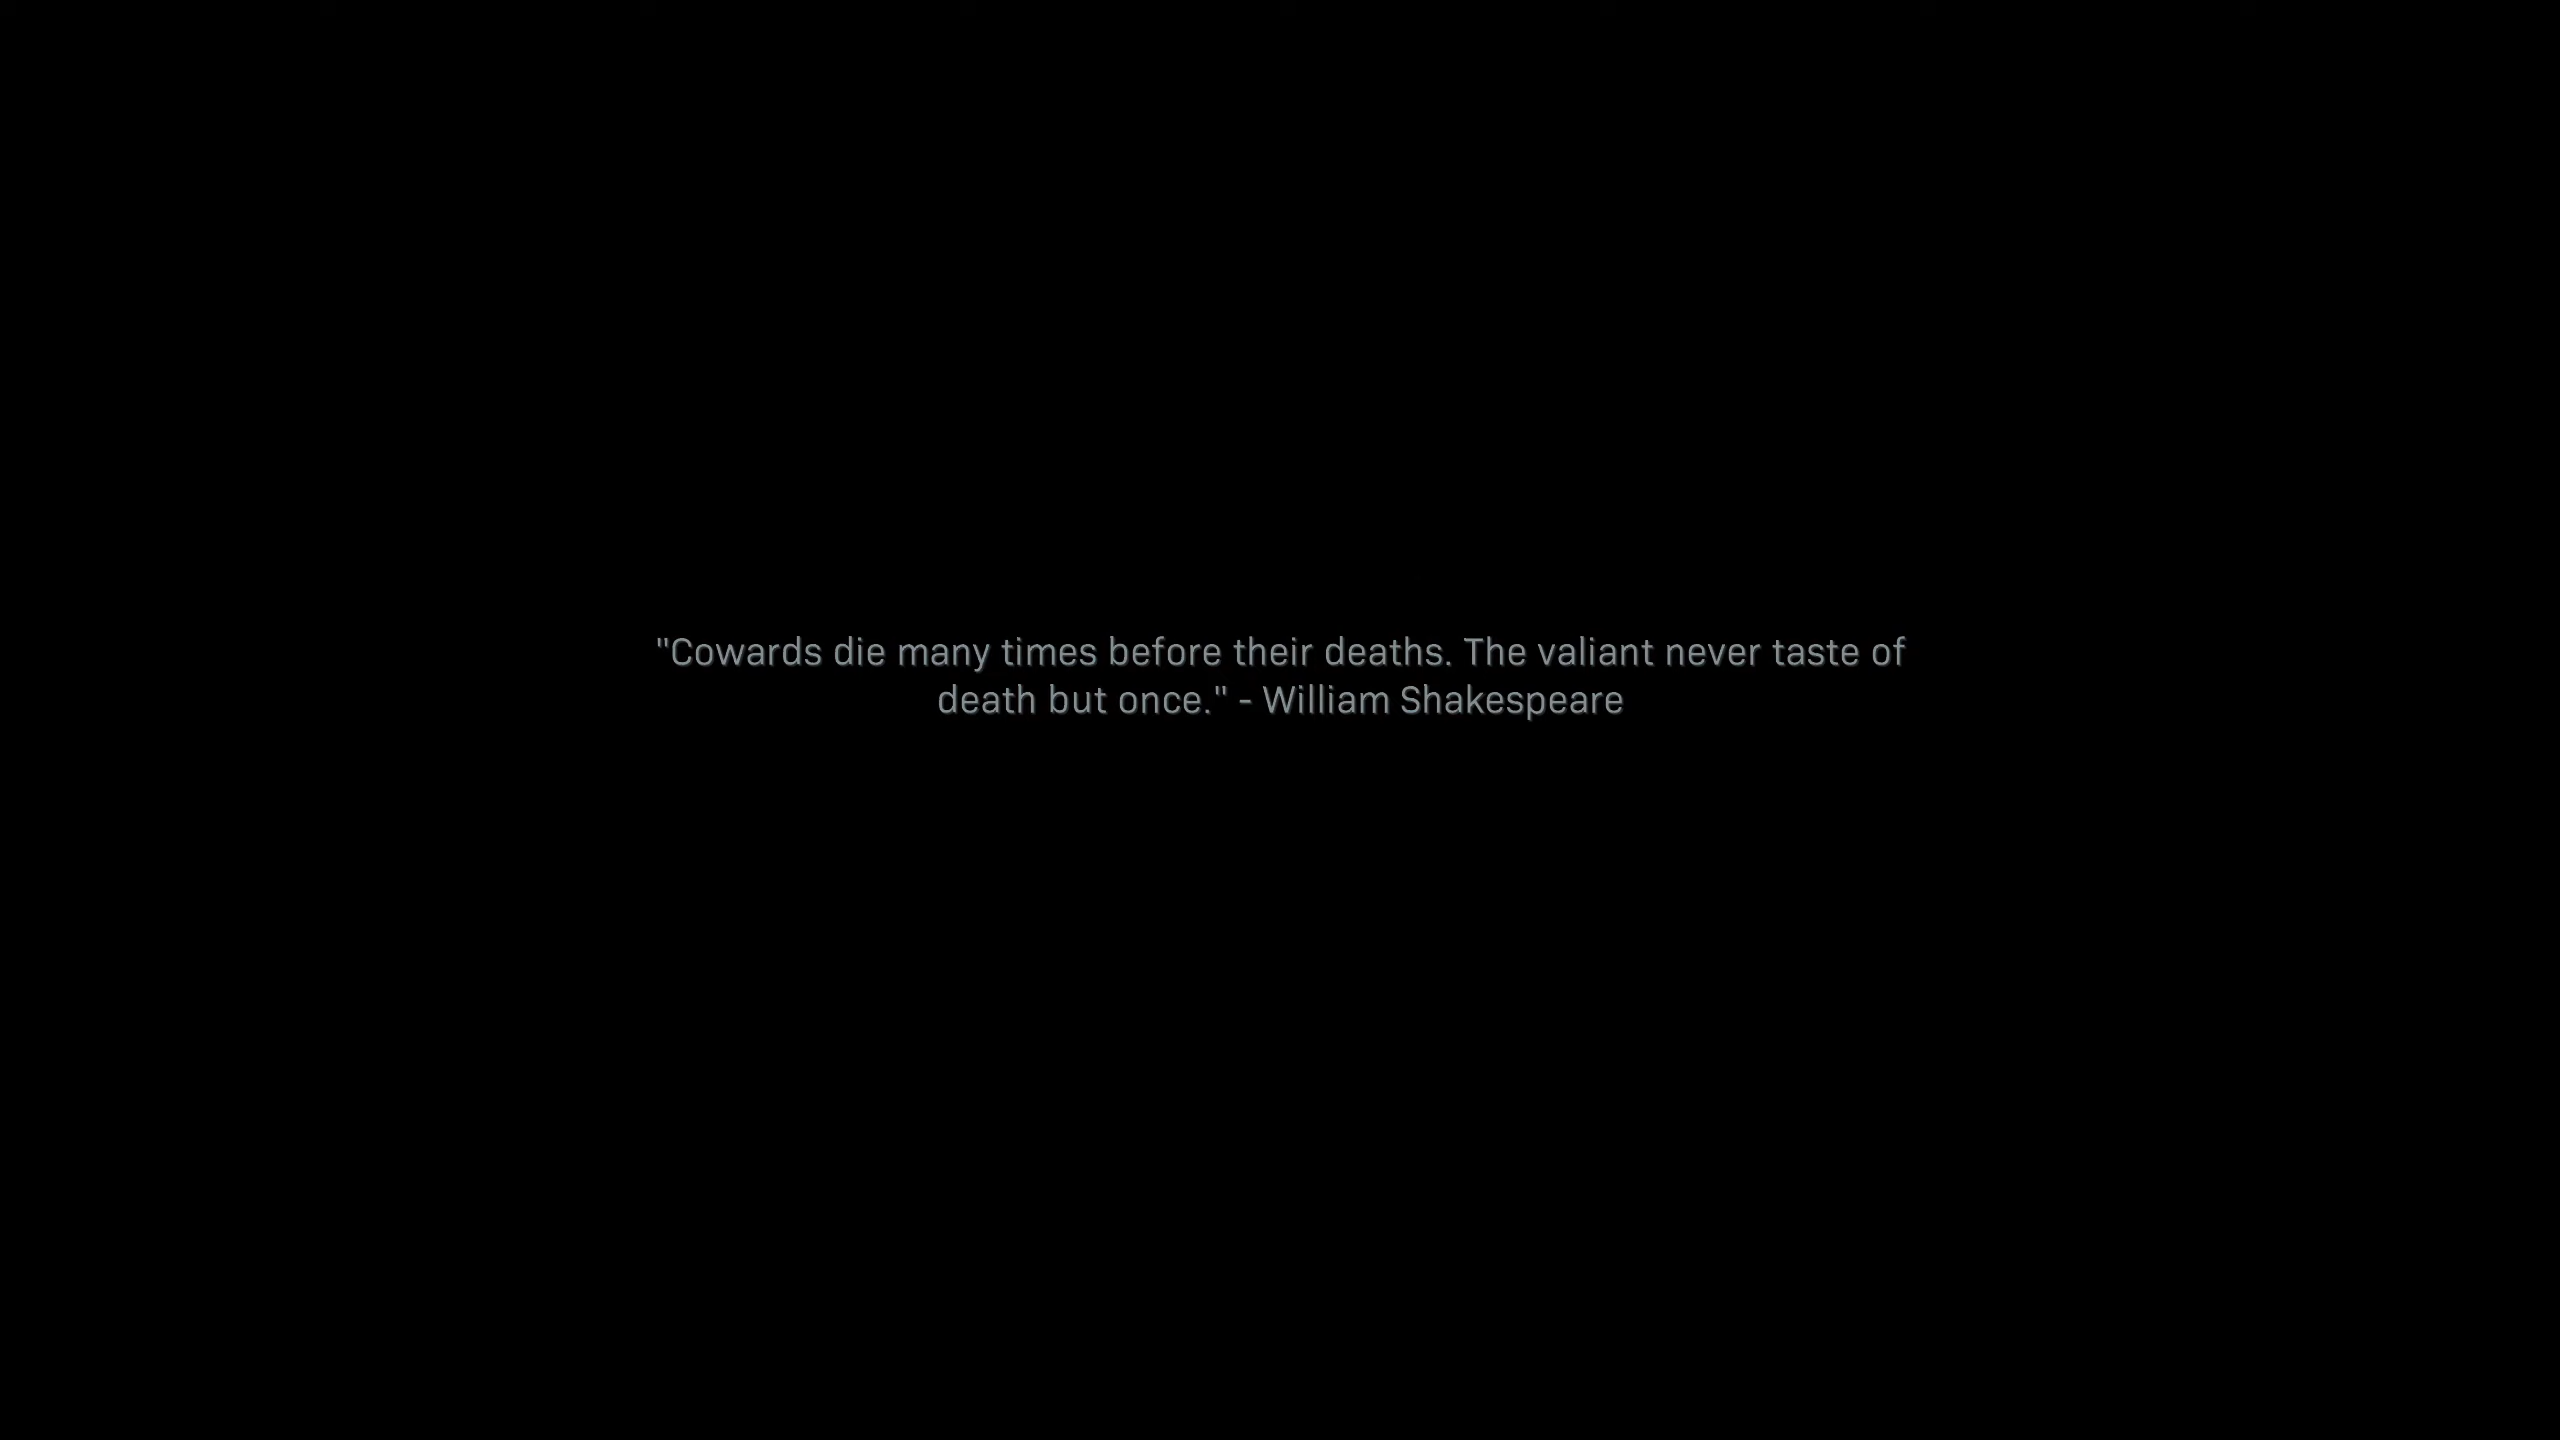 "Cowards die many times before their deaths. The valiant never taste of
death but once." - William Shakespeare